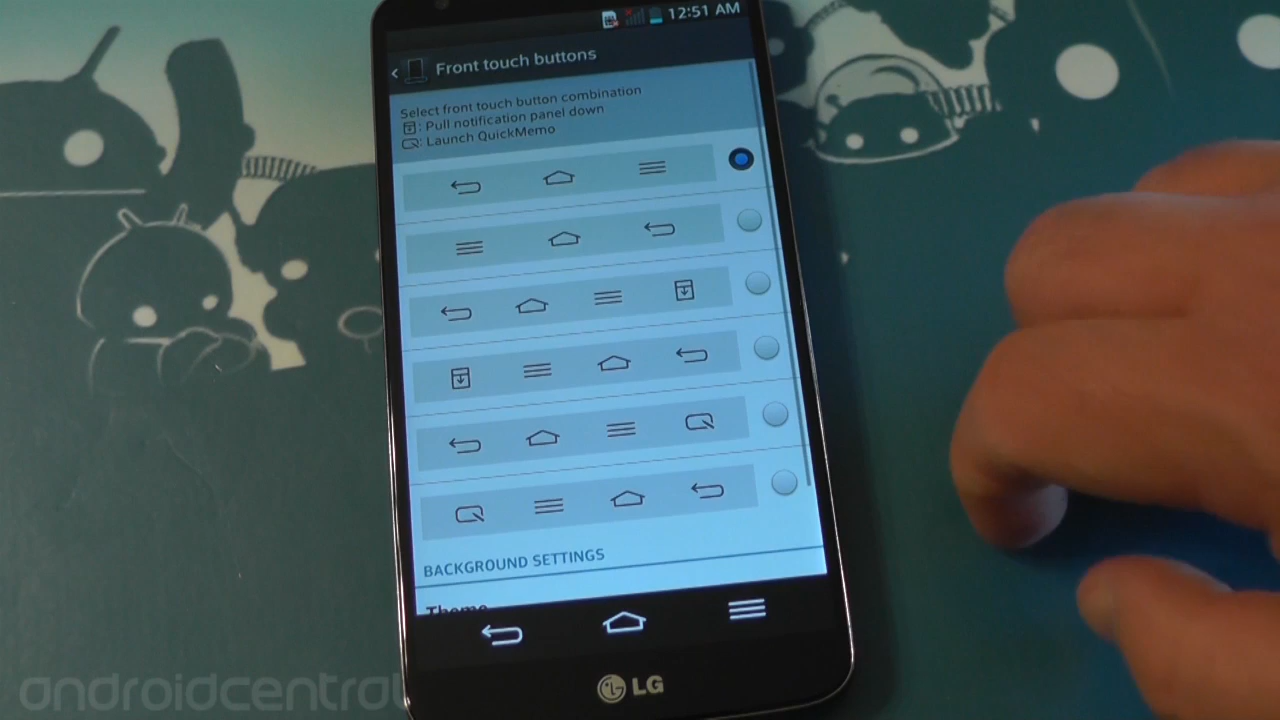 12:51 AM
Front touch buttons
Select front touch button combination
: Pull notification panel down
: Launch QuickMemo
BACKGROUND SETTINGS
Theme
LG
androidcentral